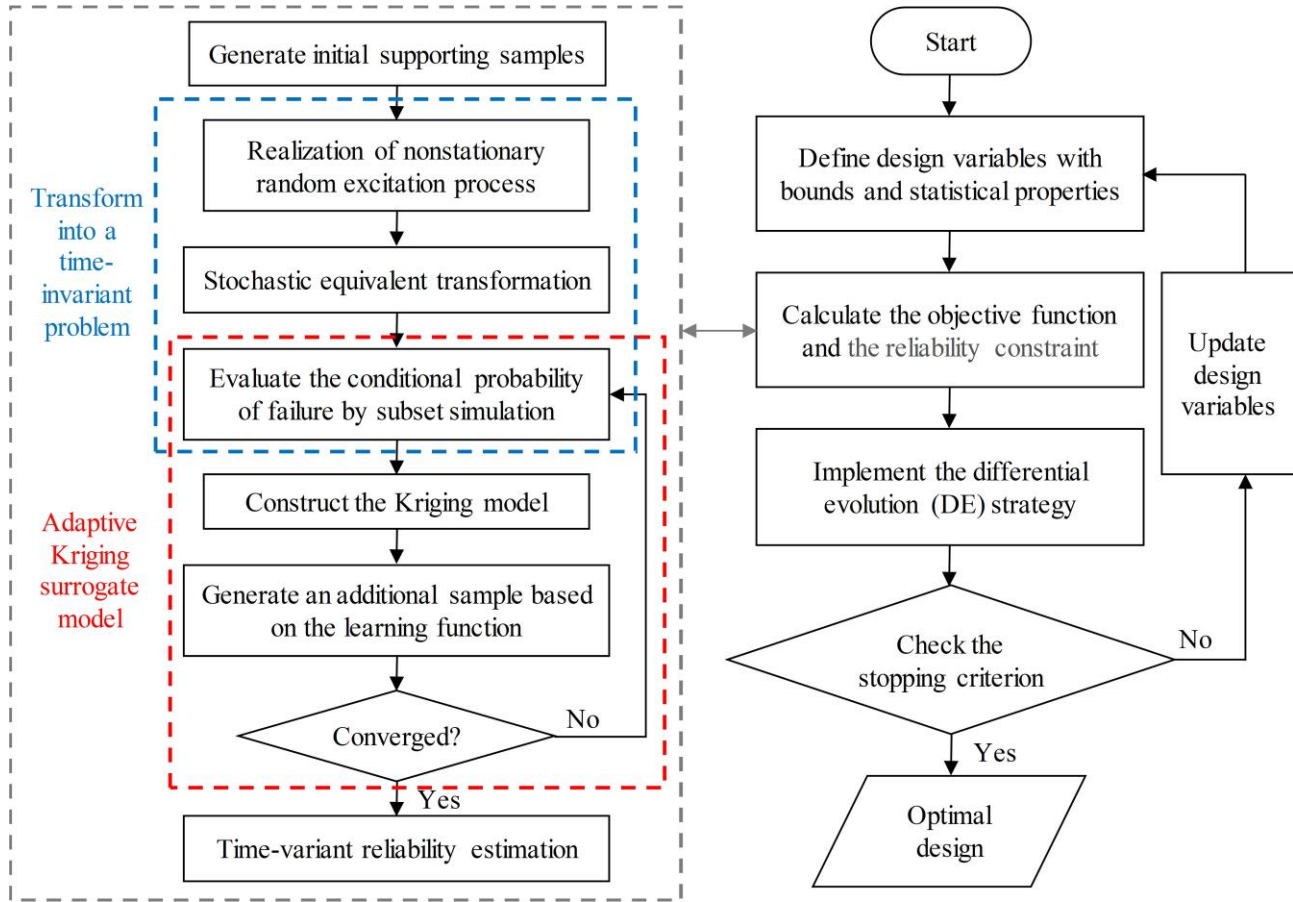 Generate initial supporting samples
Transform
into a
time-
invariant
problem
Realization of nonstationary
random excitation process
Stochastic equivalent transformation
Evaluate the conditional probability
of failure by subset simulation
Adaptive
Kriging
surrogate
model
Construct the Kriging model
Generate an additional sample based
on the learning function
Converged?
No
Yes
Time-variant reliability estimation
Start
Define design variables with
bounds and statistical properties
Calculate the objective function
and the reliability constraint
Update
design
variables
Implement the differential
evolution (DE) strategy
Check the
stopping criterion
No
Yes
Optimal
design